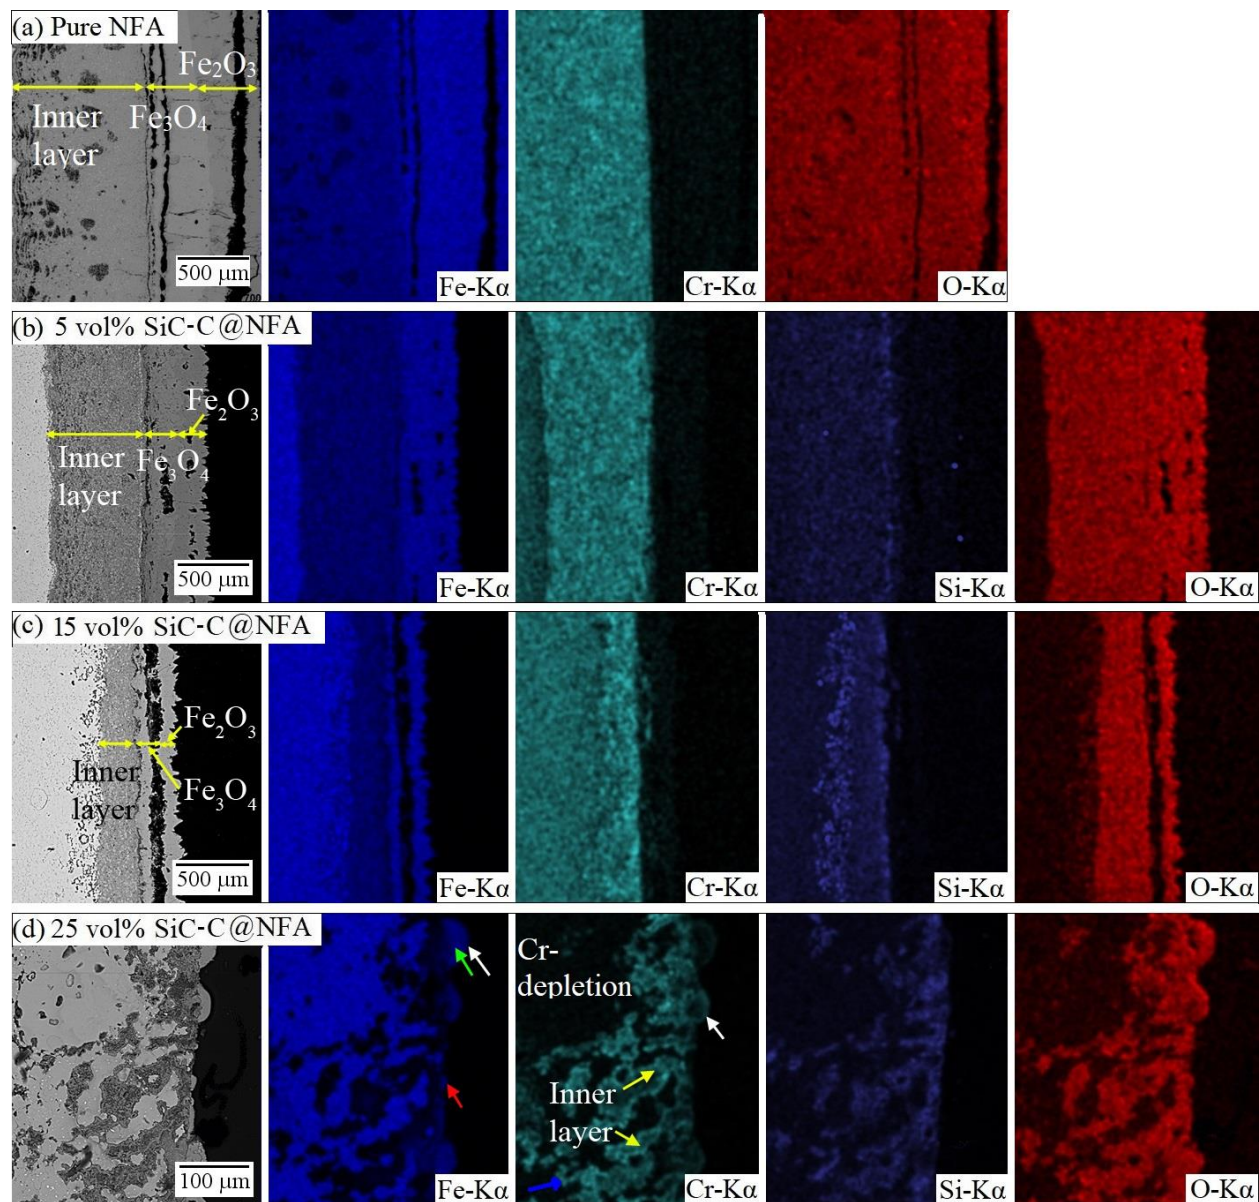 (a) Pure NFA
Fe₂O₃
Inner Fe₃O₄
layer
500 μm
Fe-Kα
Cr-Kα
O-Kα
(b) 5 vol% SiC-C@NFA
Fe₂O₃
Inner Fe₃O₄
layer
500 μm
Fe-Kα
Cr-Kα
Si-Kα
O-Kα
(c) 15 vol% SiC-C@NFA
Fe₂O₃
Inner
layer Fe₃O₄
500 μm
Fe-Kα
Cr-Kα
Si-Kα
O-Kα
(d) 25 vol% SiC-C@NFA
Cr-
depletion
Inner
layer
100 μm
Fe-Kα
Cr-Kα
Si-Kα
O-Kα